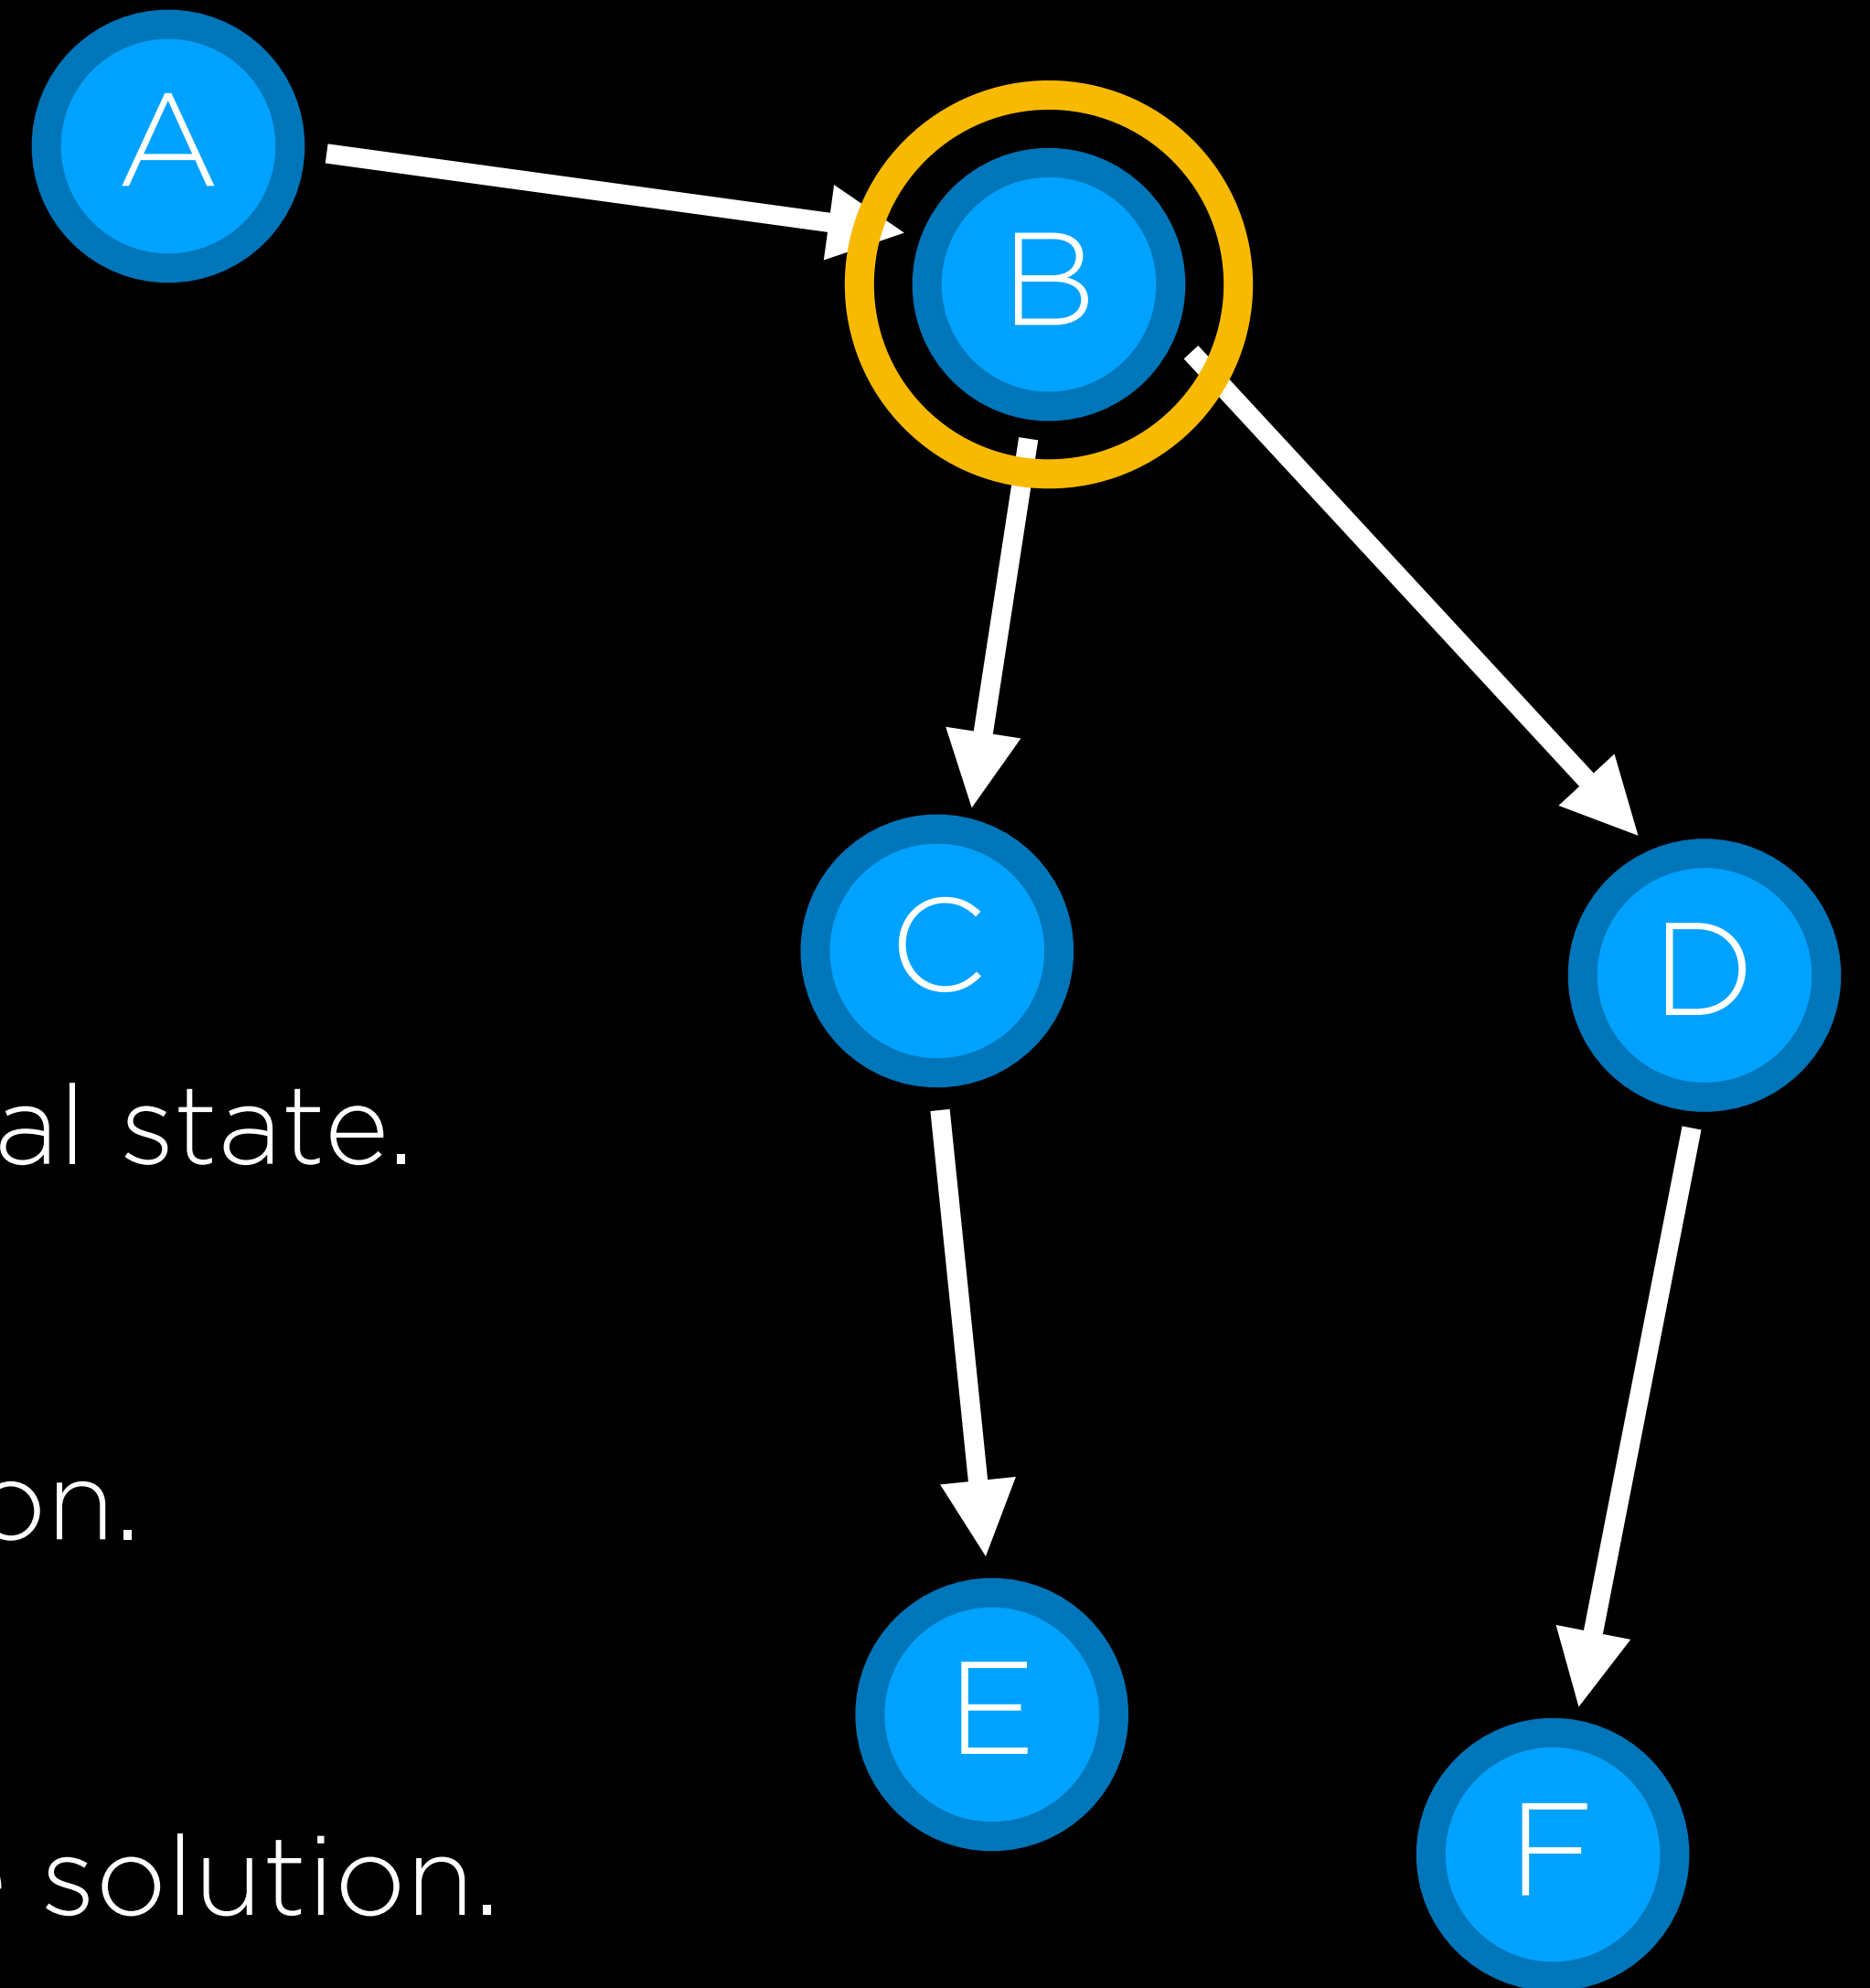 A
B
C
D
al state.
on.
E
F
solution.